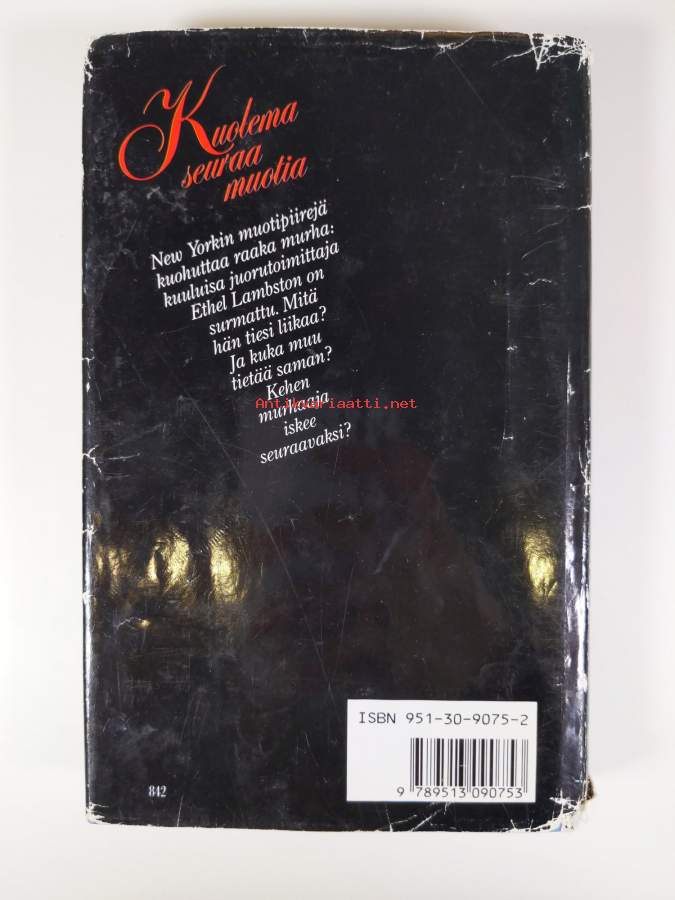 Kuolema
seuraa
muotia
New Yorkin muotipiirejä
kuohuttaa raaka murha:
kuuluisa juorutoimittaja
Ethel Lambston on
surmattu. Mitä
hän tiesi liikaa?
Ja kuka muu
tietää saman?
Kehen
Antikvariaatti.net
murhaaja
iskee
seuraavaksi?
ISBN 951-30-9075-2
9 789513 090753
842